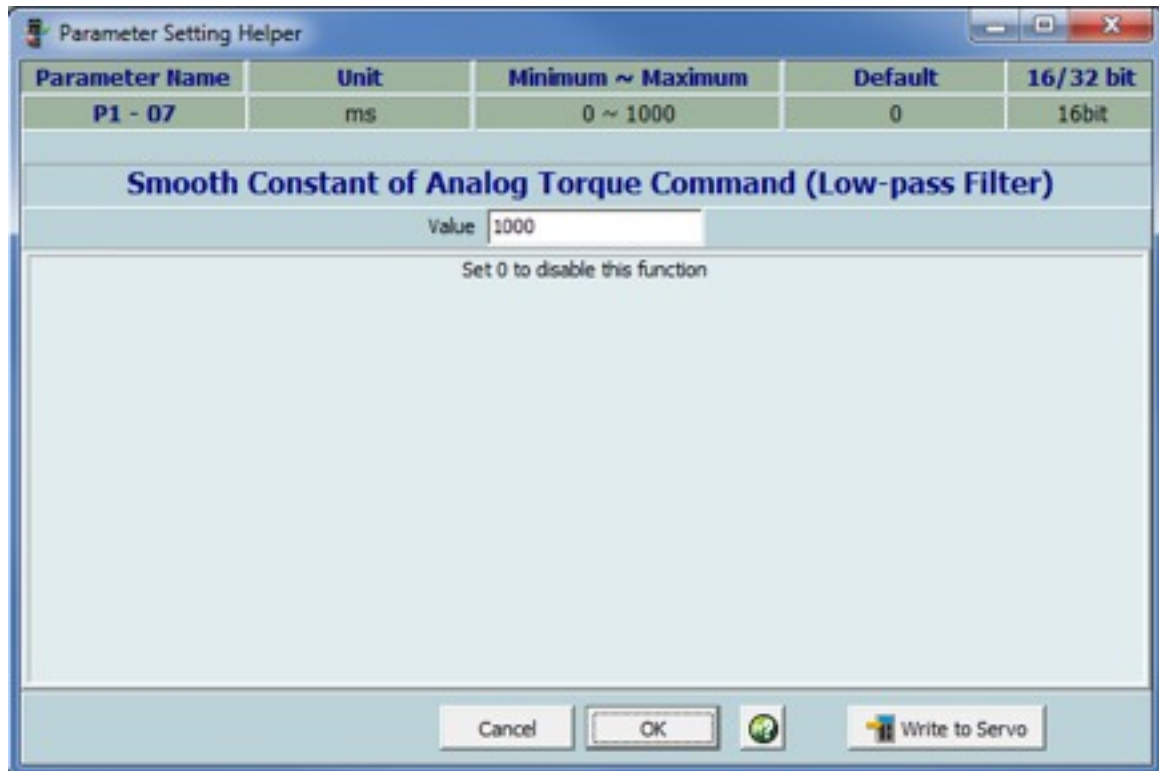 Parameter Setting Helper
Parameter Name Unit Minimum ~ Maximum Default 16/32 bit
P1 - 07 ms 0 ~ 1000 0 16bit
Smooth Constant of Analog Torque Command (Low-pass Filter)
Value 1000
Set 0 to disable this function
Cancel OK Write to Servo